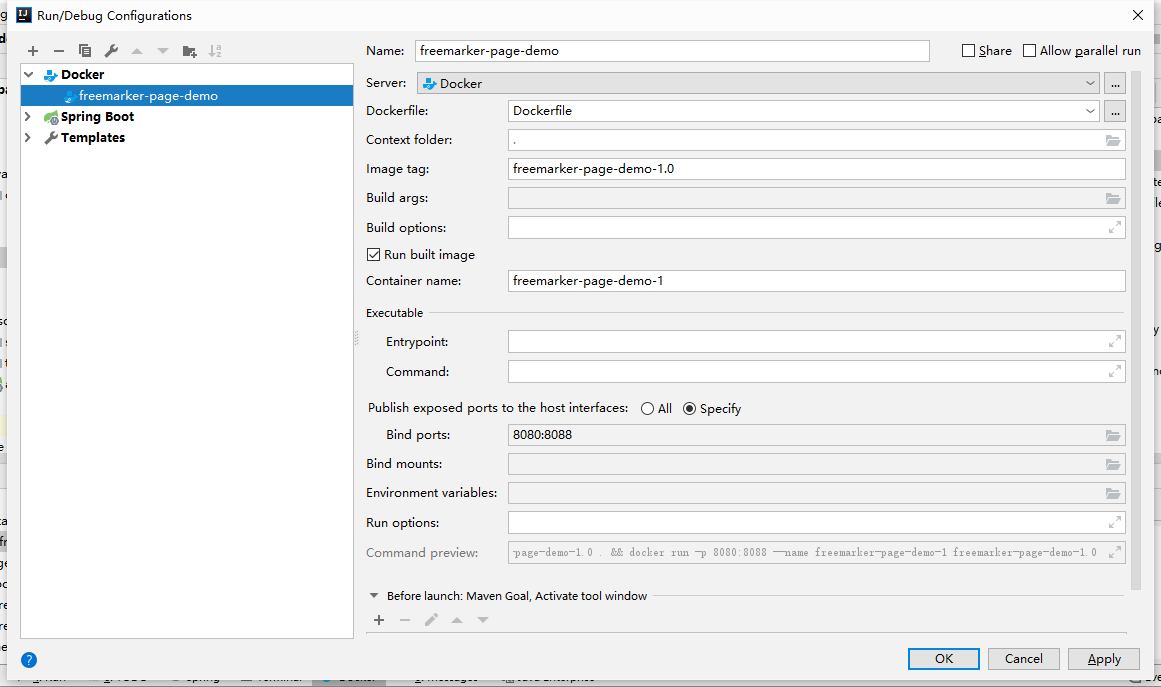 Run/Debug Configurations
Name: freemarker-page-demo Share Allow parallel run
Docker
freemarker-page-demo
Spring Boot
Templates
Server: Docker ...
Dockerfile: Dockerfile ...
Context folder: .
Image tag: freemarker-page-demo-1.0
Build args:
Build options:
Run built image
Container name: freemarker-page-demo-1
Executable
Entrypoint:
Command:
Publish exposed ports to the host interfaces: All Specify
Bind ports: 8080:8088
Bind mounts:
Environment variables:
Run options:
Command preview: page-demo-1.0 . && docker run -p 8080:8088 --name freemarker-page-demo-1 freemarker-page-demo-1.0
Before launch: Maven Goal, Activate tool window
? OK Cancel Apply